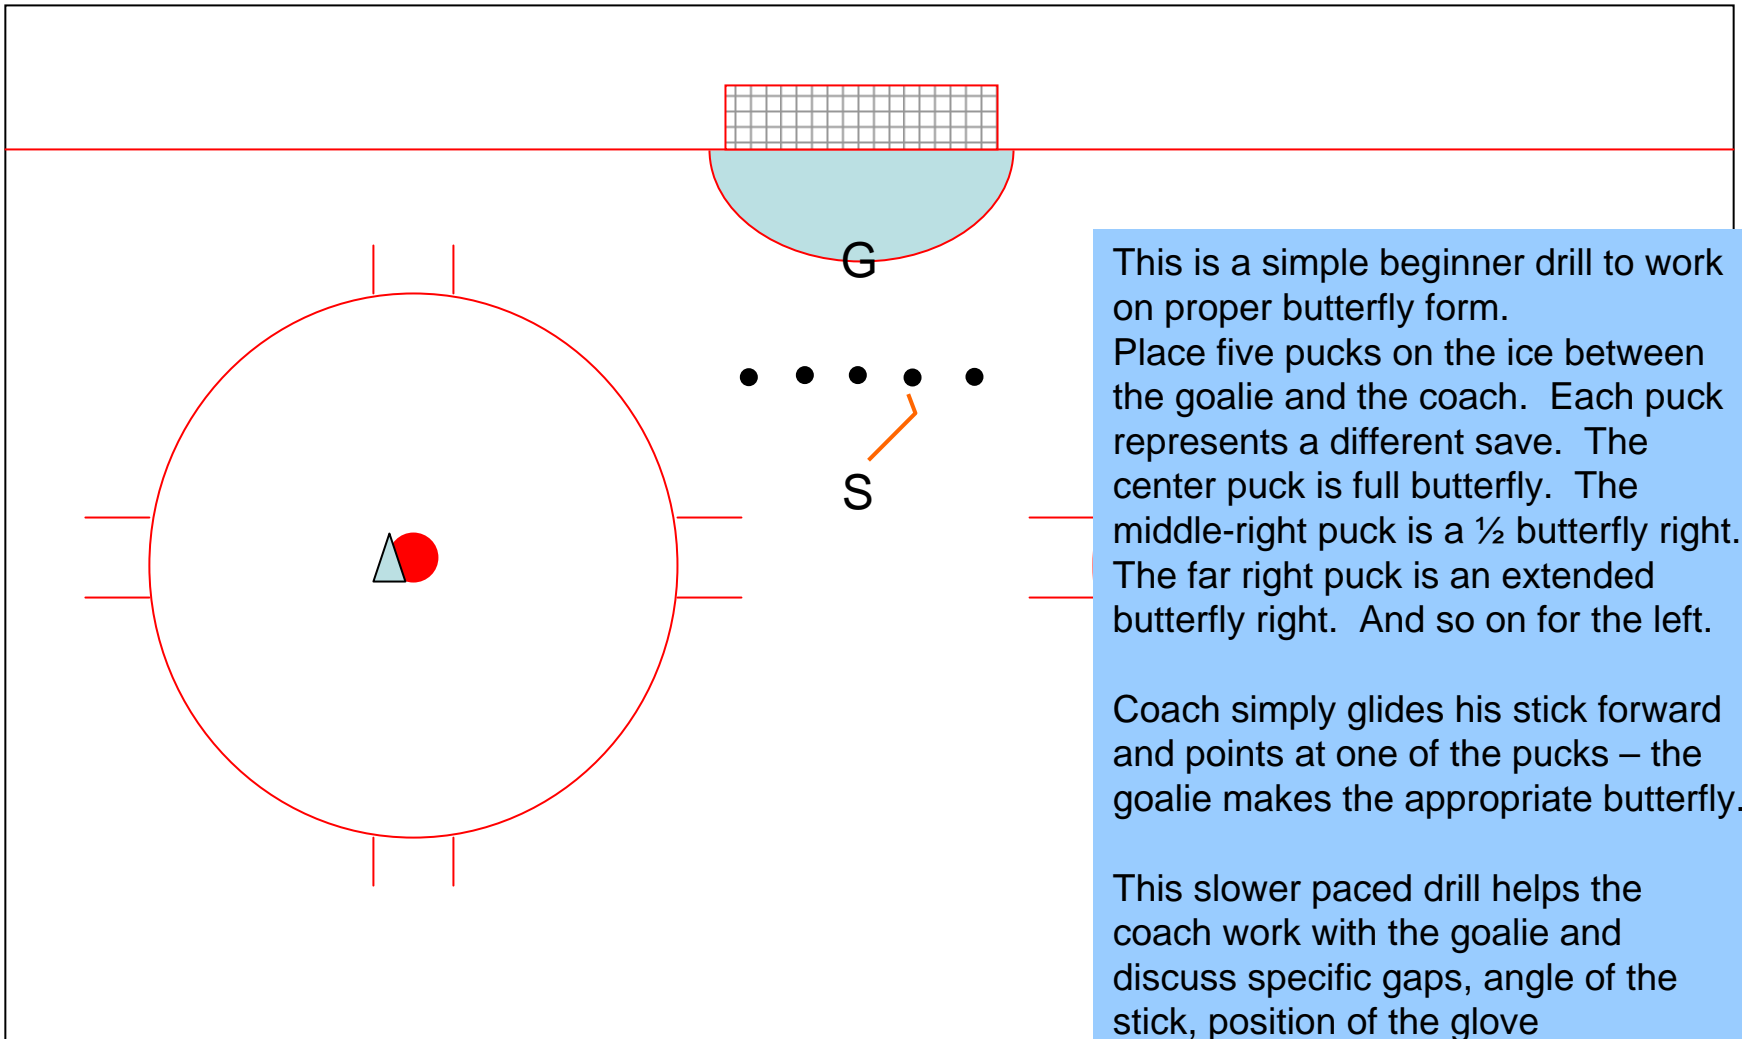 G
S
This is a simple beginner drill to work
on proper butterfly form.
Place five pucks on the ice between
the goalie and the coach.  Each puck
represents a different save.  The
center puck is full butterfly.  The
middle-right puck is a ½ butterfly right.
The far right puck is an extended
butterfly right.  And so on for the left.
Coach simply glides his stick forward
and points at one of the pucks – the
goalie makes the appropriate butterfly.
This slower paced drill helps the
coach work with the goalie and
discuss specific gaps, angle of the
stick, position of the glove